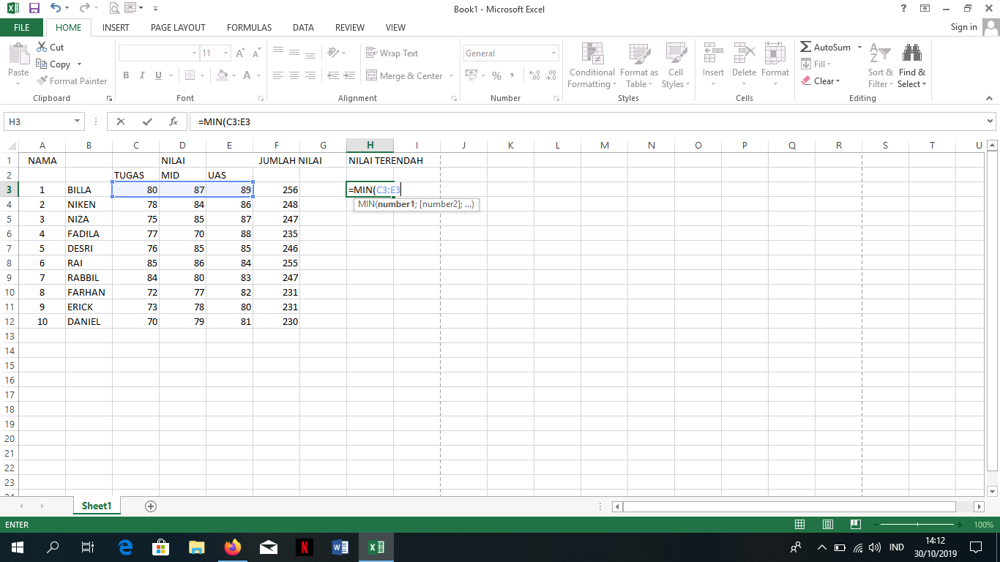 Book1 - Microsoft Excel
FILE HOME INSERT PAGE LAYOUT FORMULAS DATA REVIEW VIEW Sign in
Paste Cut Copy Format Painter
Clipboard
11
B I U
Font
Wrap Text
Merge & Center
Alignment
General
Number
Conditional Formatting Format as Table Cell Styles
Styles
Insert Delete Format
Cells
AutoSum Fill Clear Sort & Filter Find & Select
Editing
H3 fx =MIN(C3:E3
A B C D E F G H I J K L M N O P Q R S T U
1 NAMA NILAI JUMLAH NILAI NILAI TERENDAH
2 TUGAS MID UAS
3 1 BILLA 80 87 89 256 =MIN(C3:E3
MIN(number1; [number2]; ...)
4 2 NIKEN 78 84 86 248
5 3 NIZA 75 85 87 247
6 4 FADILA 77 70 88 235
7 5 DESRI 76 85 85 246
8 6 RAI 85 86 84 255
9 7 RABBIL 84 80 83 247
10 8 FARHAN 72 77 82 231
11 9 ERICK 73 78 80 231
12 10 DANIEL 70 79 81 230
13
14
15
16
17
18
19
20
21
22
23
24
Sheet1
ENTER 100%
IND 14:12
30/10/2019